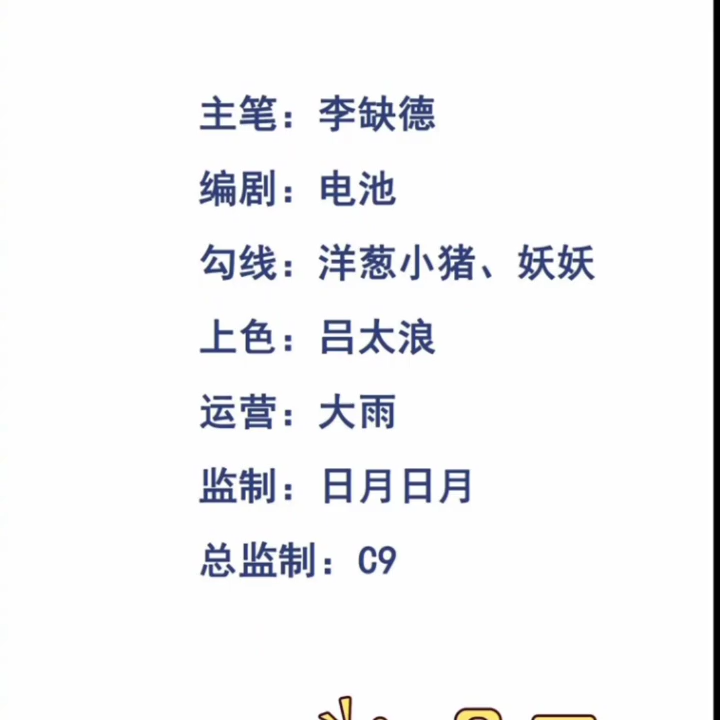 主笔：李缺德
编剧：电池
勾线：洋葱小猪、妖妖
上色：吕太浪
运营：大雨
监制：日月日月
总监制：C9